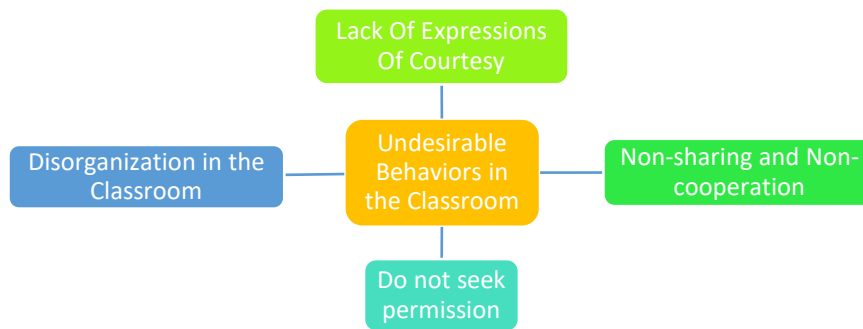 Lack Of Expressions
Of Courtesy
Undesirable
Behaviors in
the Classroom
Disorganization in the
Classroom
Non-sharing and Non-
cooperation
Do not seek
permission